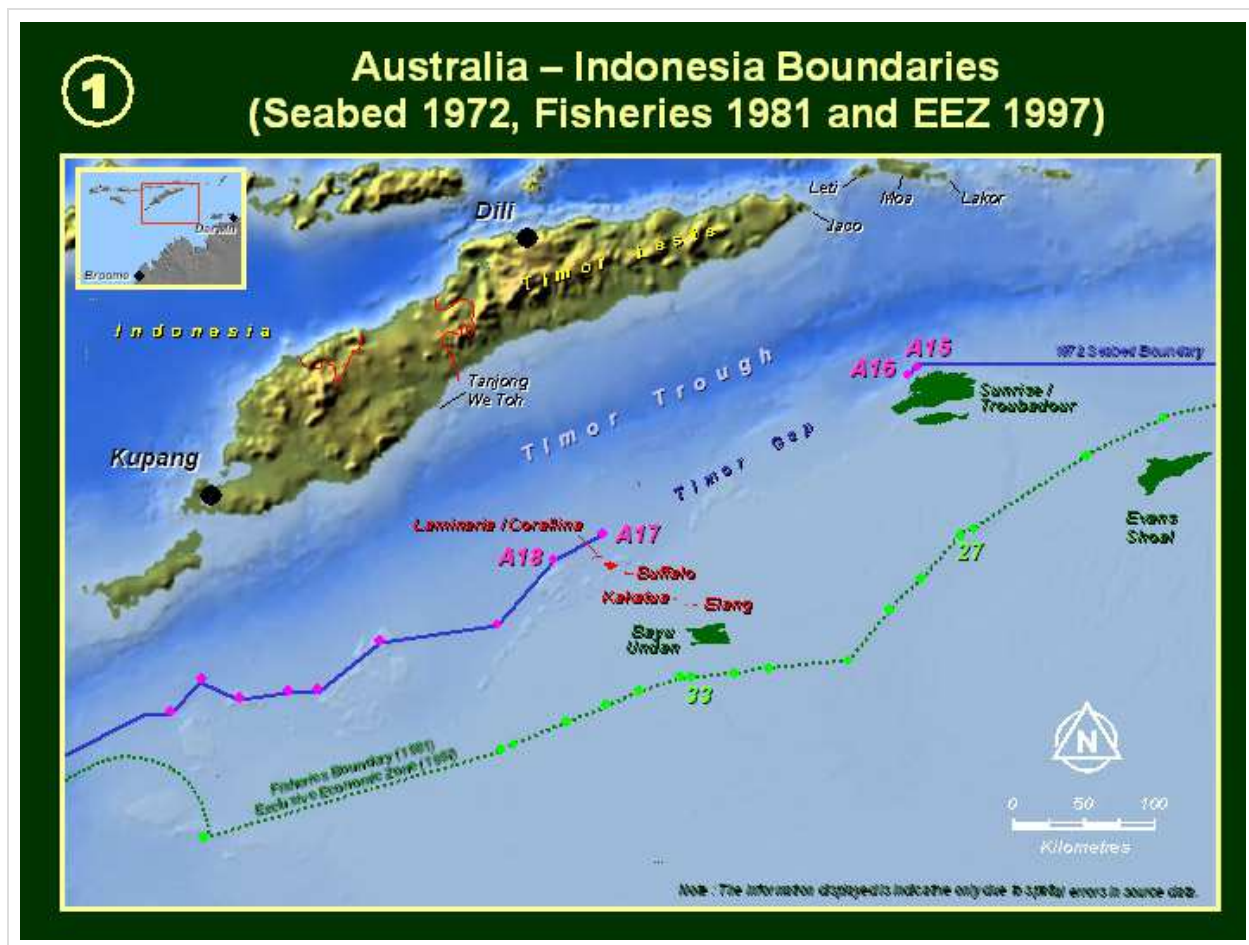 1
Australia – Indonesia Boundaries
(Seabed 1972, Fisheries 1981 and EEZ 1997)
Broome
Darwin
Dili
Leti
Moa
Lakor
Jaco
Timor Leste
Indonesia
Tanjong
We Toh
Kupang
Timor Trough
Timor Gap
A15
A16
1972 Seabed Boundary
Sunrise /
Troubadour
Laminaria / Corallina
A17
A18
Buffalo
Kakatua
Elang
Bayu
Undan
27
Evans
Shoal
33
Fisheries Boundary (1981)
Exclusive Economic Zone
N
0 50 100
Kilometres
Note : The information displayed is indicative only due to spatial errors in source data.